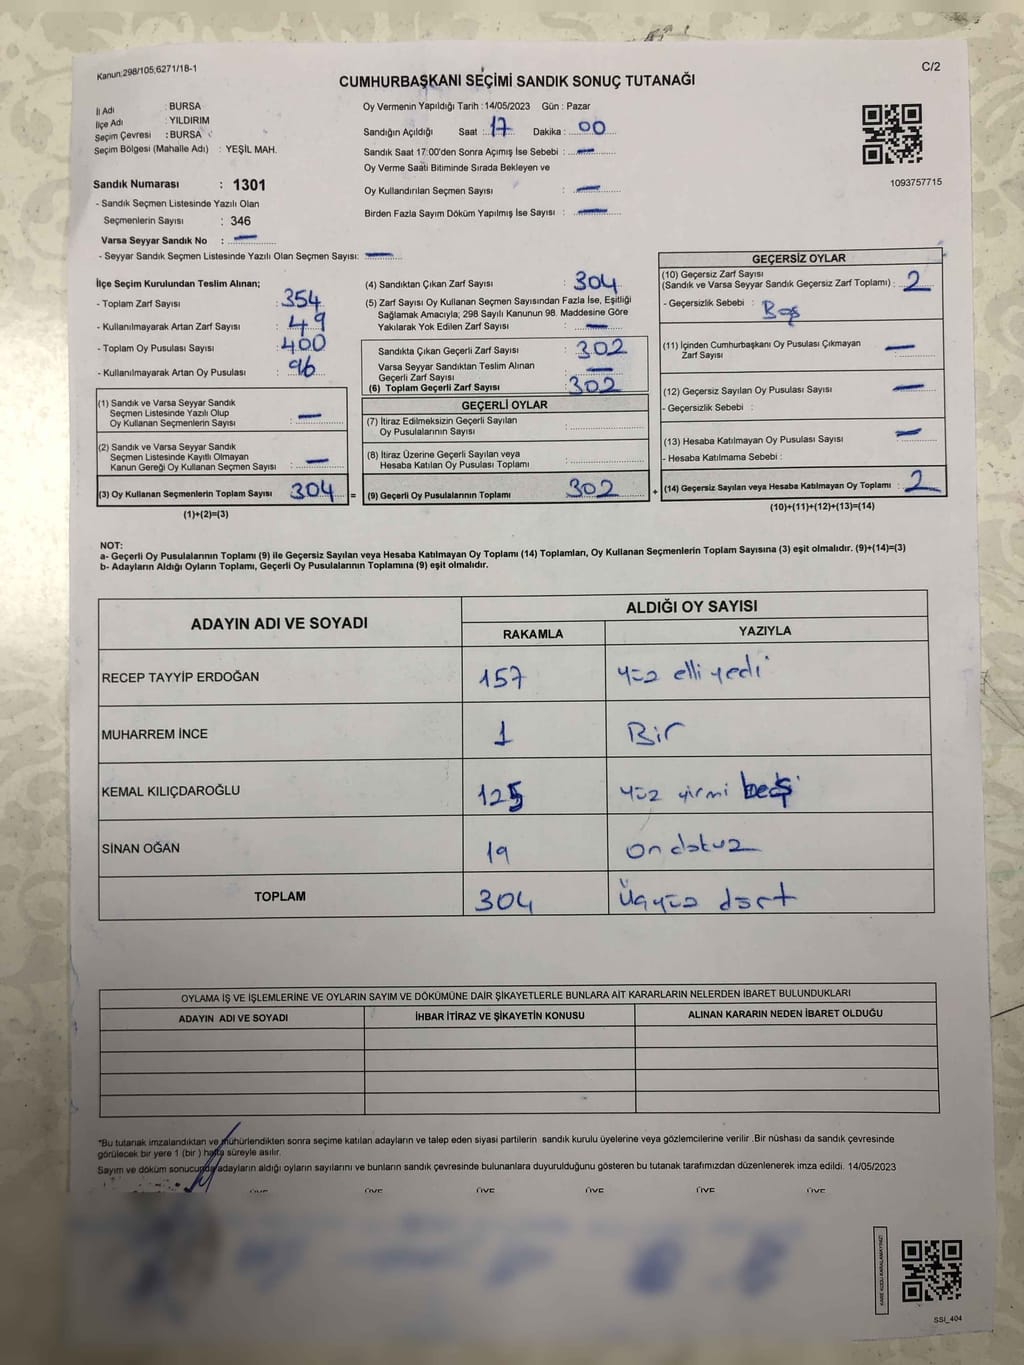 Kanun:298/105;6271/18-1
C/2
CUMHURBAŞKANI SEÇİMİ SANDIK SONUÇ TUTANAĞI
İl Adı : BURSA
İlçe Adı : YILDIRIM
Seçim Çevresi : BURSA
Seçim Bölgesi (Mahalle Adı) : YEŞİL MAH.
Oy Vermenin Yapıldığı Tarih : 14/05/2023 Gün : Pazar
Sandığın Açıldığı Saat : 17 Dakika : 00
Sandık Saat 17:00'den Sonra Açımış İse Sebebi : —
Oy Verme Saati Bitiminde Sırada Bekleyen ve
Oy Kullandırılan Seçmen Sayısı : —
Birden Fazla Sayım Döküm Yapılmış İse Sayısı : —
1093757715
Sandık Numarası : 1301
- Sandık Seçmen Listesinde Yazılı Olan
Seçmenlerin Sayısı : 346
Varsa Seyyar Sandık No : —
- Seyyar Sandık Seçmen Listesinde Yazılı Olan Seçmen Sayısı: —
İlçe Seçim Kurulundan Teslim Alınan;
- Toplam Zarf Sayısı : 354
- Kullanılmayarak Artan Zarf Sayısı : 49
- Toplam Oy Pusulası Sayısı : 400
- Kullanılmayarak Artan Oy Pusulası : 96
(1) Sandık ve Varsa Seyyar Sandık
Seçmen Listesinde Yazılı Olup
Oy Kullanan Seçmenlerin Sayısı : —
(2) Sandık ve Varsa Seyyar Sandık
Seçmen Listesinde Kayıtlı Olmayan
Kanun Gereği Oy Kullanan Seçmen Sayısı : —
(3) Oy Kullanan Seçmenlerin Toplam Sayısı 304 =
(1)+(2)=(3)
(4) Sandıktan Çıkan Zarf Sayısı : 304
(5) Zarf Sayısı Oy Kullanan Seçmen Sayısından Fazla İse, Eşitliği
Sağlamak Amacıyla; 298 Sayılı Kanunun 98. Maddesine Göre
Yakılarak Yok Edilen Zarf Sayısı : —
Sandıkta Çıkan Geçerli Zarf Sayısı : 302
Varsa Seyyar Sandıktan Teslim Alınan
Geçerli Zarf Sayısı : —
(6) Toplam Geçerli Zarf Sayısı : 302
GEÇERLİ OYLAR
(7) İtiraz Edilmeksizin Geçerli Sayılan
Oy Pusulalarının Sayısı :
(8) İtiraz Üzerine Geçerli Sayılan veya
Hesaba Katılan Oy Pusulası Toplamı :
(9) Geçerli Oy Pusulalarının Toplamı 302 +
GEÇERSİZ OYLAR
(10) Geçersiz Zarf Sayısı
(Sandık ve Varsa Seyyar Sandık Geçersiz Zarf Toplamı) : 2
- Geçersizlik Sebebi : Boş
(11) İçinden Cumhurbaşkanı Oy Pusulası Çıkmayan
Zarf Sayısı : —
(12) Geçersiz Sayılan Oy Pusulası Sayısı : —
- Geçersizlik Sebebi :
(13) Hesaba Katılmayan Oy Pusulası Sayısı : —
- Hesaba Katılmama Sebebi :
(14) Geçersiz Sayılan veya Hesaba Katılmayan Oy Toplamı : 2
(10)+(11)+(12)+(13)=(14)
NOT:
a- Geçerli Oy Pusulalarının Toplamı (9) ile Geçersiz Sayılan veya Hesaba Katılmayan Oy Toplamı (14) Toplamları, Oy Kullanan Seçmenlerin Toplam Sayısına (3) eşit olmalıdır. (9)+(14)=(3)
b- Adayların Aldığı Oyların Toplamı, Geçerli Oy Pusulalarının Toplamına (9) eşit olmalıdır.
ADAYIN ADI VE SOYADI
ALDIĞI OY SAYISI
RAKAMLA YAZIYLA
RECEP TAYYİP ERDOĞAN 157 yüz elli yedi
MUHARREM İNCE 1 Bir
KEMAL KILIÇDAROĞLU 125 yüz yirmi beş
SİNAN OĞAN 19 on dokuz
TOPLAM 304 Üçyüz dört
OYLAMA İŞ VE İŞLEMLERİNE VE OYLARIN SAYIM VE DÖKÜMÜNE DAİR ŞİKAYETLERLE BUNLARA AİT KARARLARIN NELERDEN İBARET BULUNDUKLARI
ADAYIN ADI VE SOYADI İHBAR İTİRAZ VE ŞİKAYETİN KONUSU ALINAN KARARIN NEDEN İBARET OLDUĞU
*Bu tutanak imzalandıktan ve mühürlendikten sonra seçime katılan adayların ve talep eden siyasi partilerin sandık kurulu üyelerine veya gözlemcilerine verilir .Bir nüshası da sandık çevresinde
görülecek bir yere 1 (bir ) hafta süreyle asılır.
Sayım ve döküm sonucunda adayların aldığı oyların sayılarını ve bunların sandık çevresinde bulunanlara duyurulduğunu gösteren bu tutanak tarafımızdan düzenlenerek imza edildi. 14/05/2023
ÜYE ÜYE ÜYE ÜYE ÜYE ÜYE
KARE KODU KARALAMAYINIZ!
SSI_404